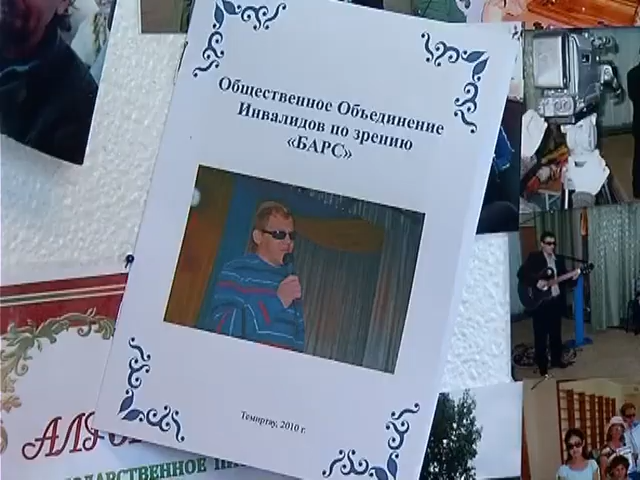 Общественное Объединение
Инвалидов по зрению
«БАРС»
Темиртау, 2010 г.